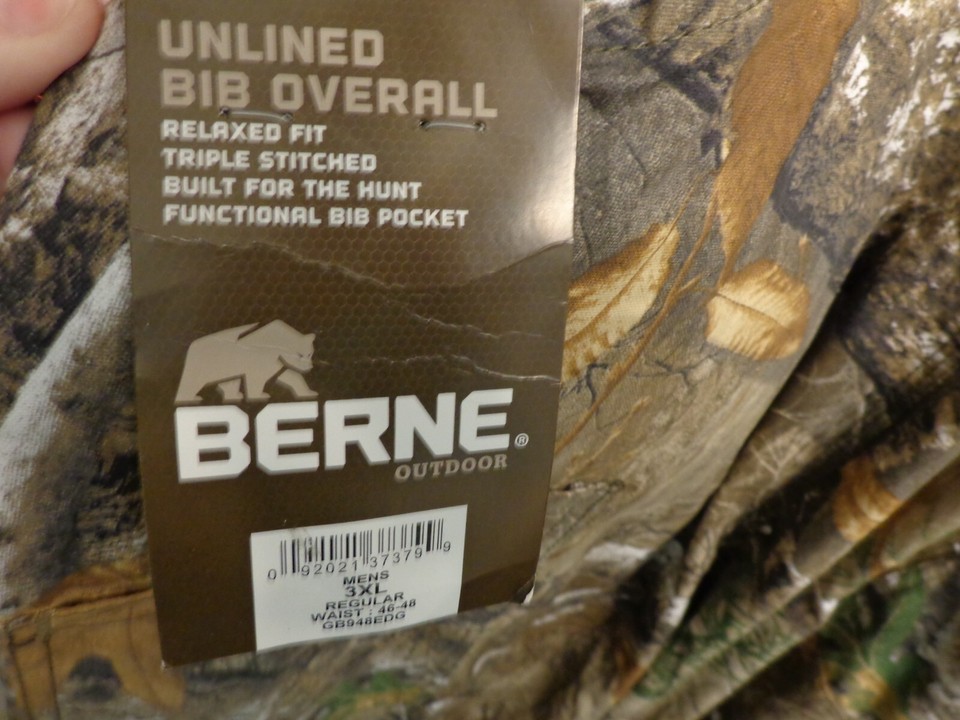 UNLINED
BIB OVERALL
RELAXED FIT
TRIPLE STITCHED
BUILT FOR THE HUNT
FUNCTIONAL BIB POCKET
BERNE®
OUTDOOR
0 92021 37379 9
MENS
3XL
REGULAR
WAIST : 46-48
GB948EDG